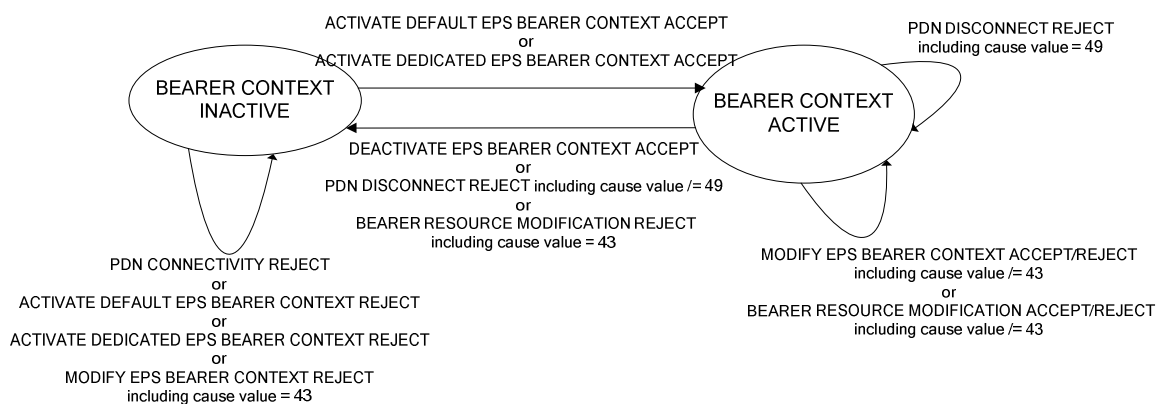 ACTIVATE DEFAULT EPS BEARER CONTEXT ACCEPT
or
ACTIVATE DEDICATED EPS BEARER CONTEXT ACCEPT
PDN DISCONNECT REJECT
including cause value = 49
BEARER CONTEXT
INACTIVE
BEARER CONTEXT
ACTIVE
DEACTIVATE EPS BEARER CONTEXT ACCEPT
or
PDN DISCONNECT REJECT including cause value /= 49
or
BEARER RESOURCE MODIFICATION REJECT
including cause value = 43
PDN CONNECTIVITY REJECT
or
ACTIVATE DEFAULT EPS BEARER CONTEXT REJECT
or
ACTIVATE DEDICATED EPS BEARER CONTEXT REJECT
or
MODIFY EPS BEARER CONTEXT REJECT
including cause value = 43
MODIFY EPS BEARER CONTEXT ACCEPT/REJECT
including cause value /= 43
or
BEARER RESOURCE MODIFICATION ACCEPT/REJECT
including cause value /= 43